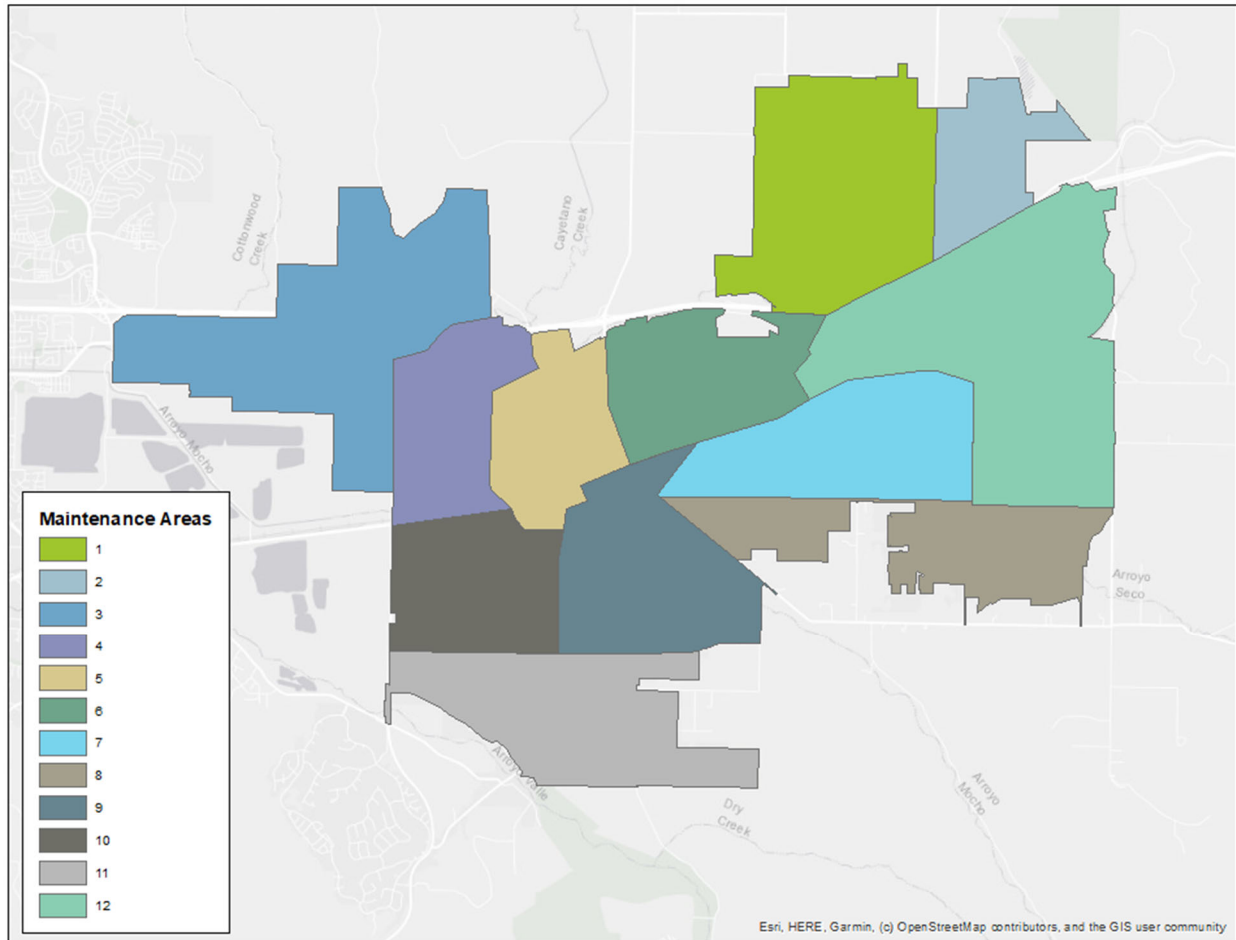 Cottonwood
Creek
Cayetano
Creek
Arroyo Mocho
Maintenance Areas
1
2
3
4
5
6
7
8
9
10
11
12
Arroyo
Seco
Arroyo Valle
Dry
Creek
Arroyo
Mocho
Esri, HERE, Garmin, (c) OpenStreetMap contributors, and the GIS user community